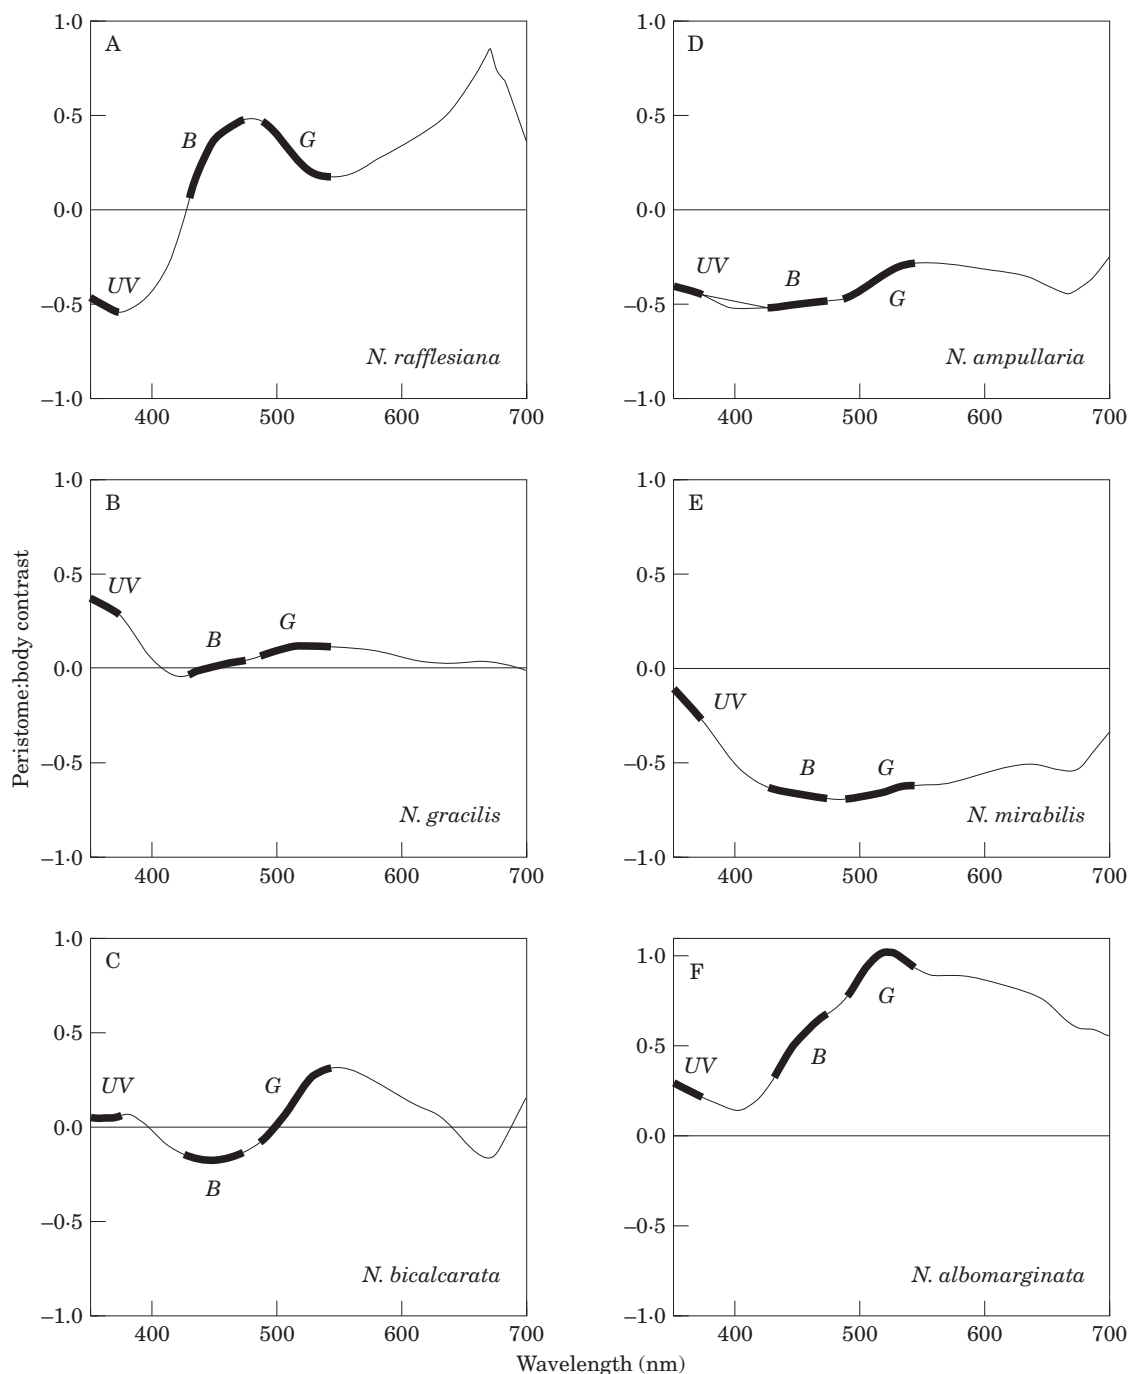 1·0
A
0·5
B
G
0·0
UV
–0·5
N. rafflesiana
–1·0
400 500 600 700
1·0
D
0·5
0·0
UV
B
–0·5
G
N. ampullaria
–1·0
400 500 600 700
1·0
B
0·5
UV
G
B
0·0
–0·5
N. gracilis
–1·0
400 500 600 700
1·0
E
0·5
0·0
UV
–0·5
B
G
N. mirabilis
–1·0
400 500 600 700
1·0
C
0·5
UV
G
0·0
B
–0·5
N. bicalcarata
–1·0
400 500 600 700
1·0
F
G
0·5
B
UV
0·0
–0·5
N. albomarginata
–1·0
400 500 600 700
Peristome:body contrast
Wavelength (nm)